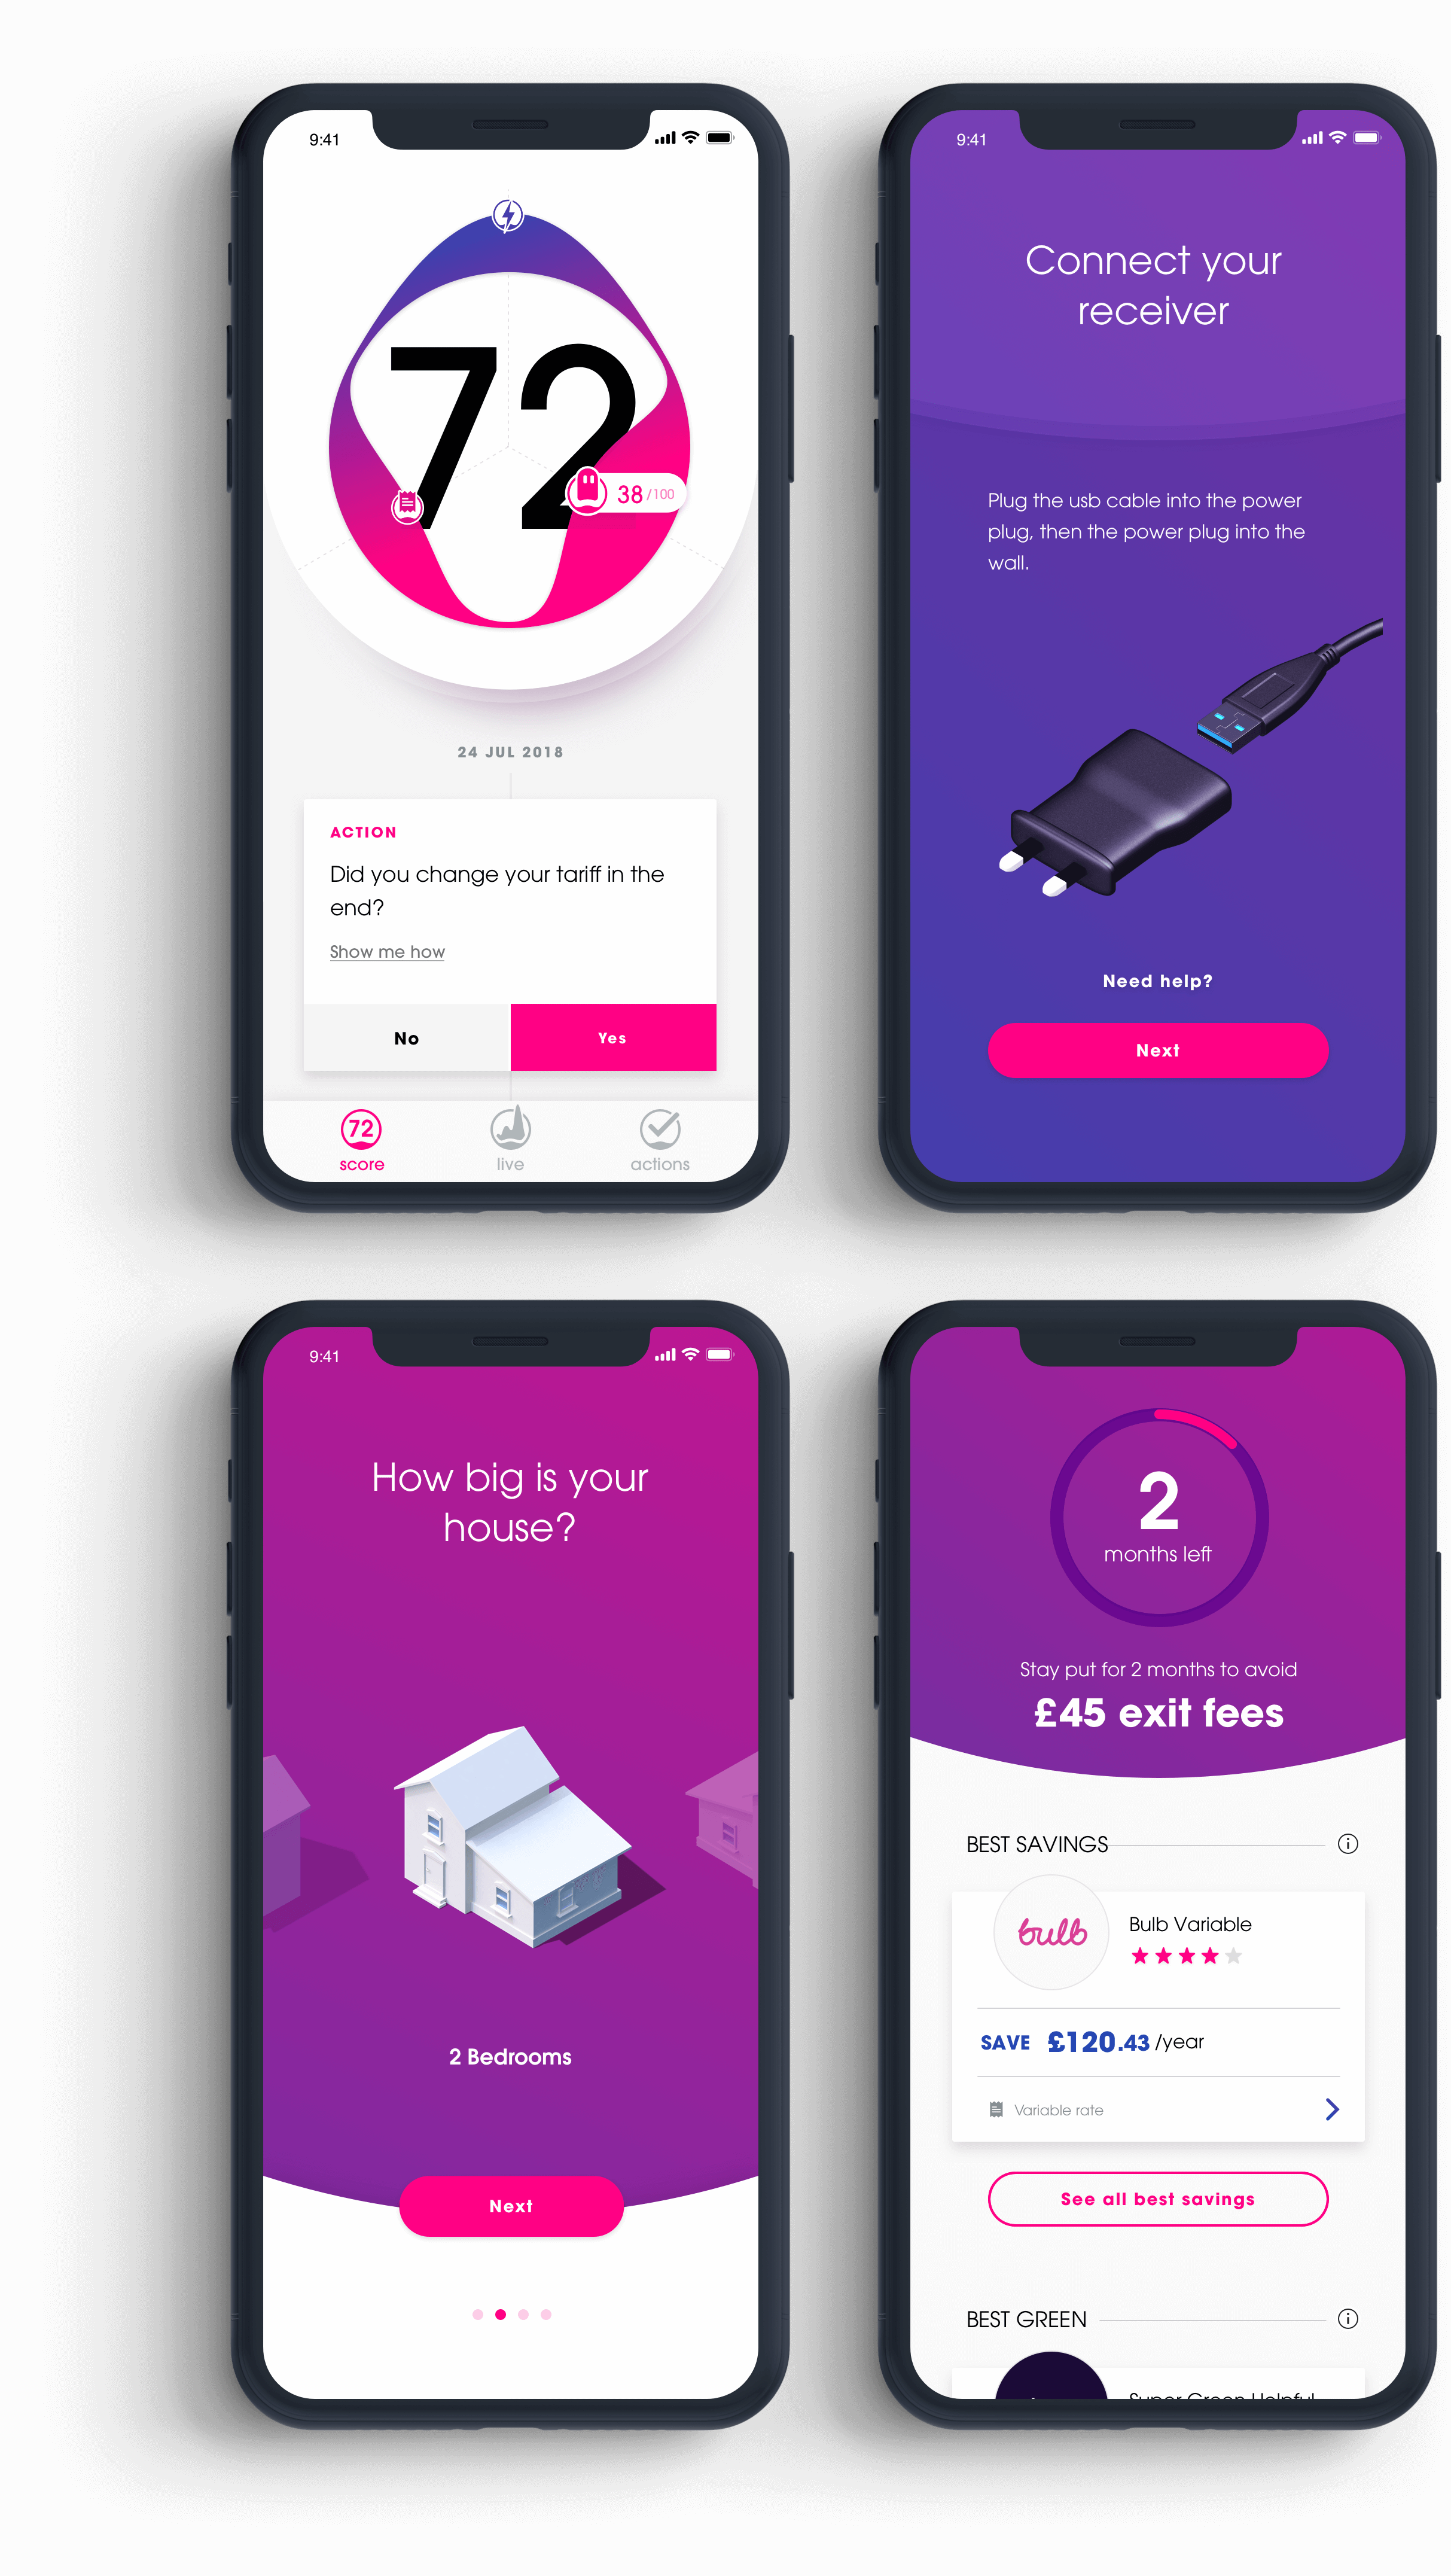 9:41
72
38 /100
24 JUL 2018
ACTION
Did you change your tariff in the
end?
Show me how
No
Yes
72
score
live
actions
9:41
Connect your
receiver
Plug the usb cable into the power
plug, then the power plug into the
wall.
Need help?
Next
9:41
How big is your
house?
2 Bedrooms
Next
2
months left
Stay put for 2 months to avoid
£45 exit fees
BEST SAVINGS
bulb
Bulb Variable
SAVE £120.43 /year
Variable rate
See all best savings
BEST GREEN
Super Green Helpful